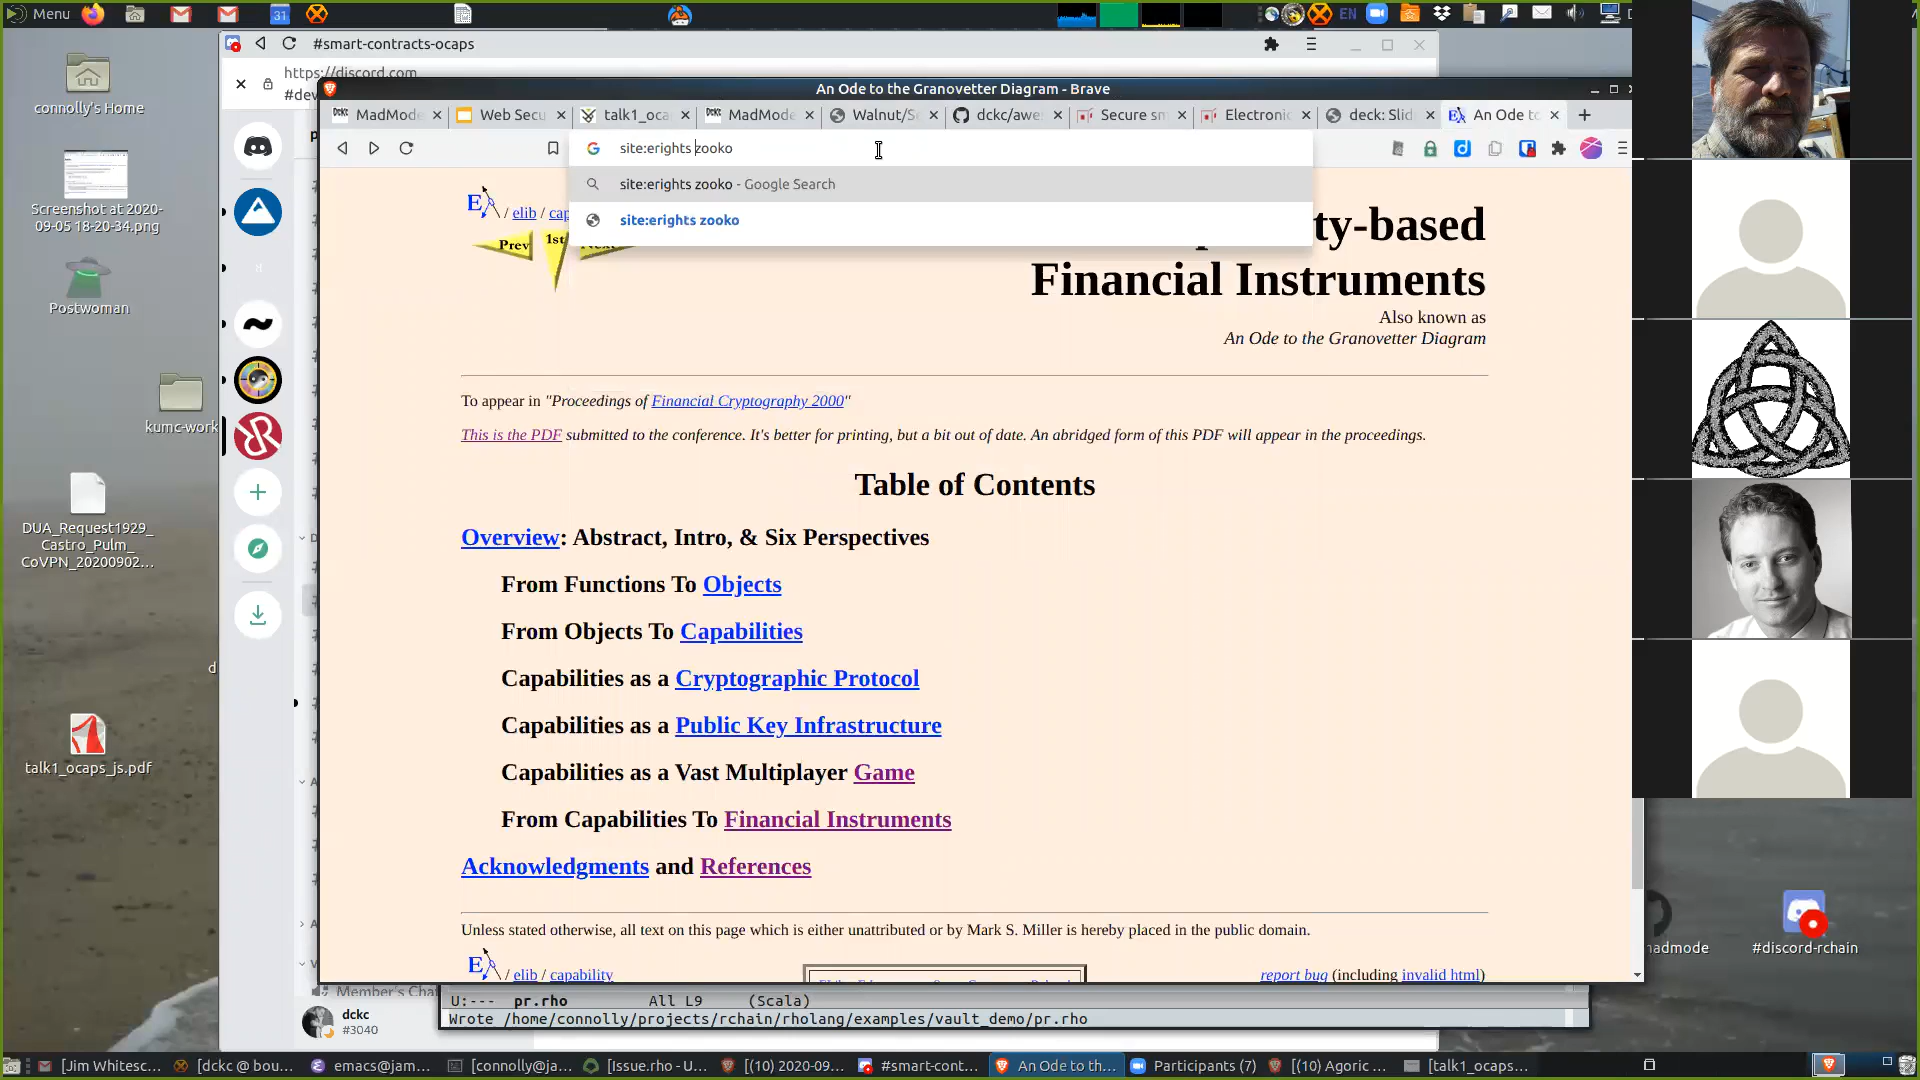 Menu
31
EN
connolly's Home
Screenshot at 2020-
09-05 18-20-34.png
Postwoman
kumc-work
DUA_Request1929_
Castro_Pulm_
CoVPN_20200902...
talk1_ocaps_js.pdf
#smart-contracts-ocaps
https://discord.com
#dev
An Ode to the Granovetter Diagram - Brave
MadMode
Web Secu
talk1_oca
MadMode
Walnut/S
dckc/awe
Secure sm
Electronic
deck: Slid
An Ode to
site:erights zooko
site:erights zooko - Google Search
site:erights zooko
E / elib / cap
Prev
1st
Next
ty-based
Financial Instruments
Also known as
An Ode to the Granovetter Diagram
To appear in "Proceedings of Financial Cryptography 2000"
This is the PDF submitted to the conference. It's better for printing, but a bit out of date. An abridged form of this PDF will appear in the proceedings.
Table of Contents
Overview: Abstract, Intro, & Six Perspectives
From Functions To Objects
From Objects To Capabilities
Capabilities as a Cryptographic Protocol
Capabilities as a Public Key Infrastructure
Capabilities as a Vast Multiplayer Game
From Capabilities To Financial Instruments
Acknowledgments and References
Unless stated otherwise, all text on this page which is either unattributed or by Mark S. Miller is hereby placed in the public domain.
E / elib / capability
report bug (including invalid html)
Member's Cha
dckc
#3040
U:--- pr.rho All L9 (Scala)
Wrote /home/connolly/projects/rchain/rholang/examples/vault_demo/pr.rho
madmode
#discord-rchain
[Jim Whitesc...
[dckc @ bou...
emacs@jam...
[connolly@ja...
[Issue.rho - U...
[(10) 2020-09...
#smart-cont...
An Ode to th...
Participants (7)
[(10) Agoric ...
[talk1_ocaps...